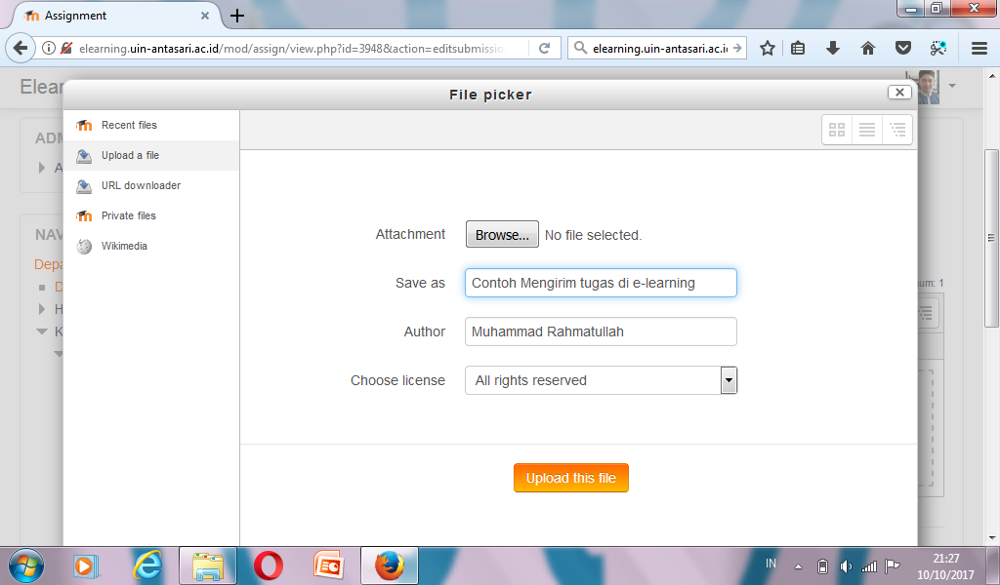 Assignment
elearning.uin-antasari.ac.id/mod/assign/view.php?id=3948&action=editsubmissio
elearning.uin-antasari.ac.i
Elear
File picker
ADM
A
NAV
Depa
D
H
K
num: 1
Recent files
Upload a file
URL downloader
Private files
Wikimedia
Attachment Browse... No file selected.
Save as Contoh Mengirim tugas di e-learning
Author Muhammad Rahmatullah
Choose license All rights reserved
Upload this file
IN
21:27
10/10/2017